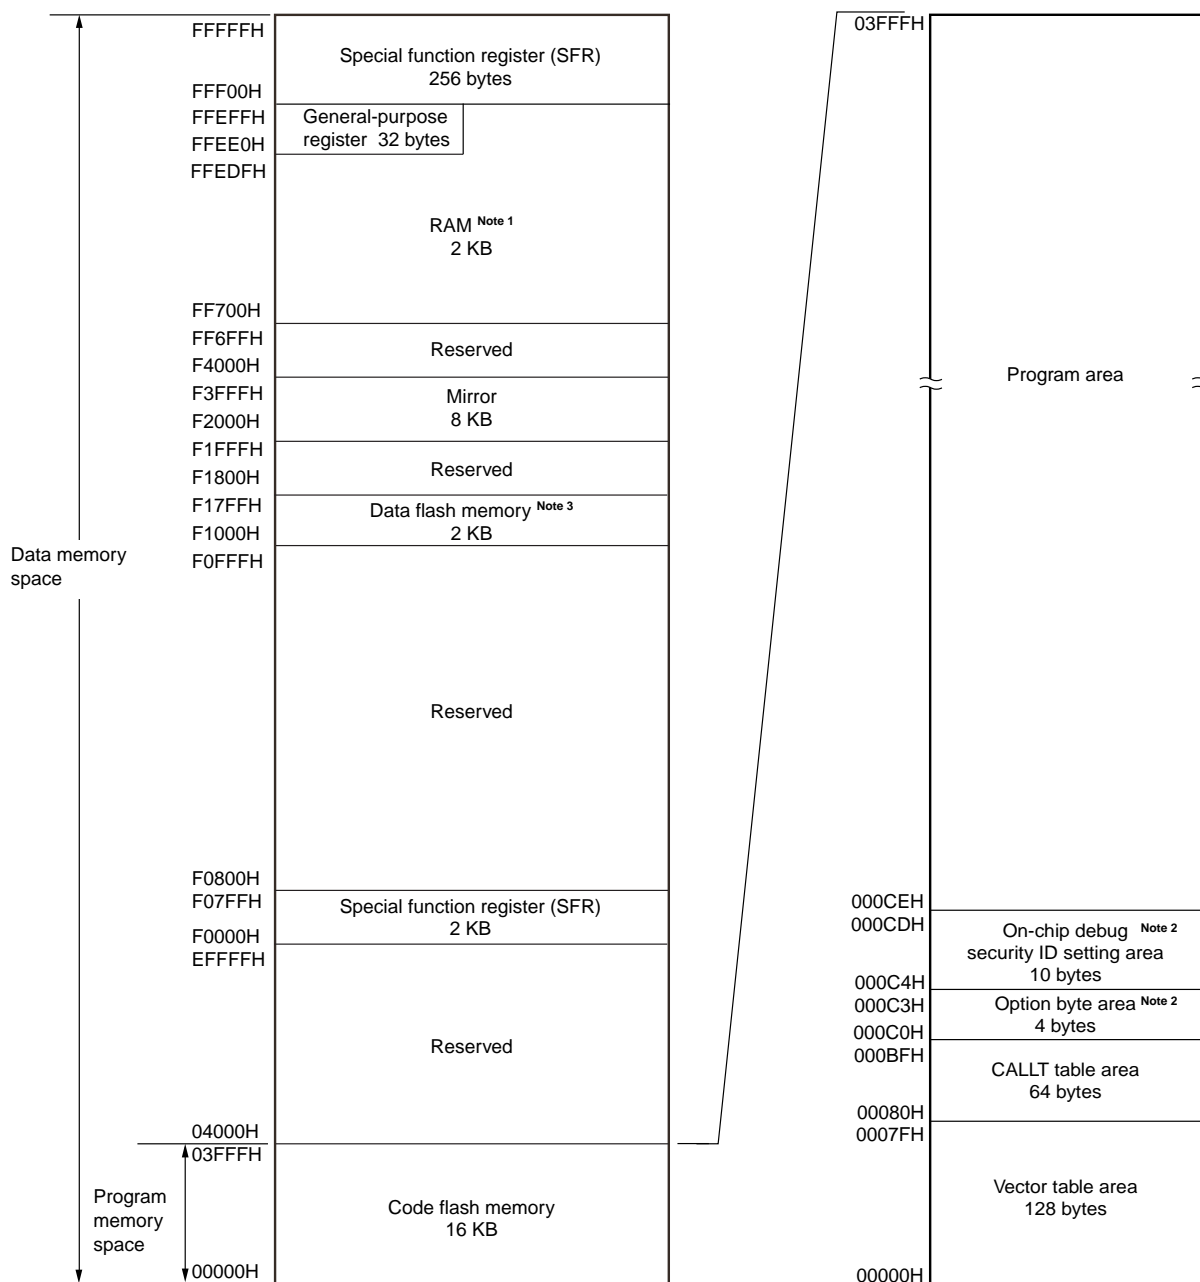 FFFFFH
Special function register (SFR)
256 bytes
FFF00H
FFEFFH
General-purpose
register 32 bytes
FFEE0H
FFEDFH
RAM Note 1
2 KB
FF700H
FF6FFH
Reserved
F4000H
F3FFFH
Mirror
8 KB
F2000H
F1FFFH
Reserved
F1800H
F17FFH
Data flash memory Note 3
2 KB
F1000H
F0FFFH
Data memory
space
Reserved
F0800H
F07FFH
Special function register (SFR)
2 KB
F0000H
EFFFFH
Reserved
04000H
03FFFH
Program
memory
space
Code flash memory
16 KB
00000H
03FFFH
Program area
000CEH
000CDH
On-chip debug Note 2
security ID setting area
10 bytes
000C4H
000C3H
Option byte area Note 2
4 bytes
000C0H
000BFH
CALLT table area
64 bytes
00080H
0007FH
Vector table area
128 bytes
00000H